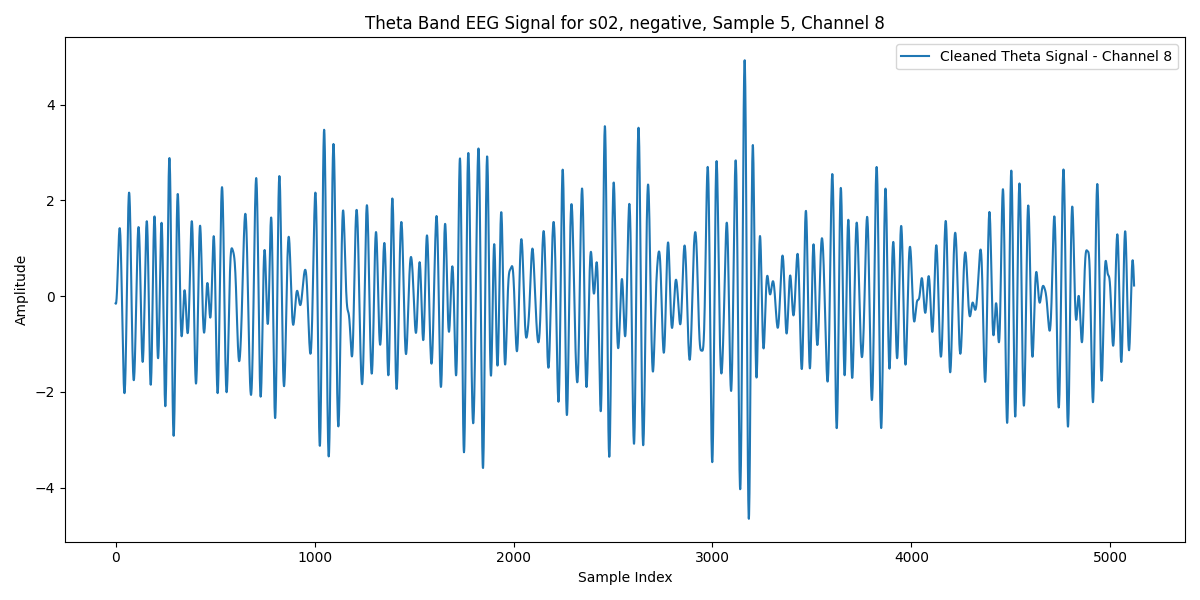 Theta Band EEG Signal for s02, negative, Sample 5, Channel 8
Cleaned Theta Signal - Channel 8
Amplitude
4
2
0
−2
−4
0 1000 2000 3000 4000 5000
Sample Index